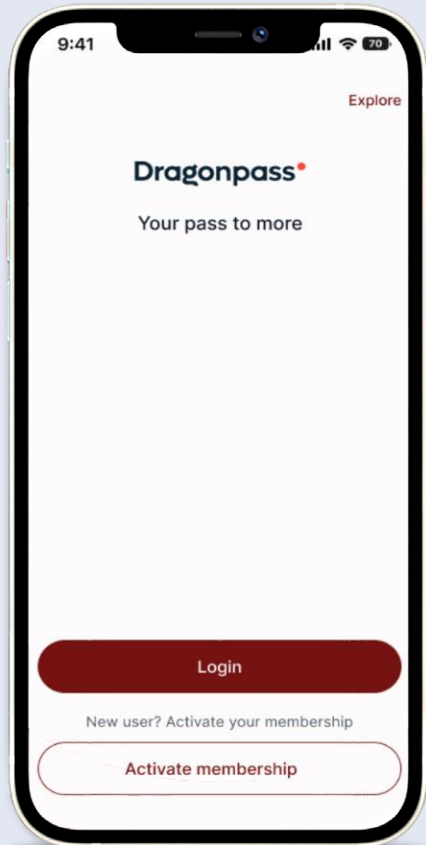 9:41
70
Explore
Dragonpass
Your pass to more
Login
New user? Activate your membership
Activate membership